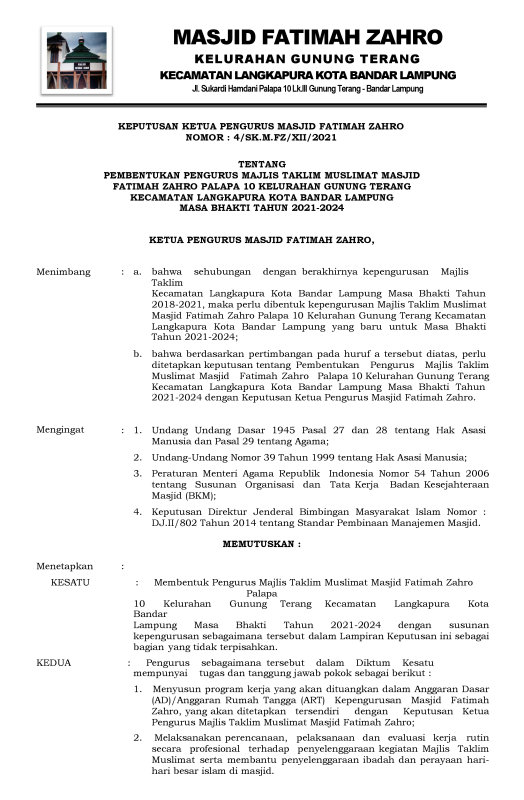 MASJID FATIMAH ZAHRO
KELURAHAN GUNUNG TERANG
KECAMATAN LANGKAPURA KOTA BANDAR LAMPUNG
Jl. Sukardi Hamdani Palapa 10 Lk.III Gunung Terang - Bandar Lampung
KEPUTUSAN KETUA PENGURUS MASJID FATIMAH ZAHRO
NOMOR : 4/SK.M.FZ/XII/2021
TENTANG
PEMBENTUKAN PENGURUS MAJLIS TAKLIM MUSLIMAT MASJID
FATIMAH ZAHRO PALAPA 10 KELURAHAN GUNUNG TERANG
KECAMATAN LANGKAPURA KOTA BANDAR LAMPUNG
MASA BHAKTI TAHUN 2021-2024
KETUA PENGURUS MASJID FATIMAH ZAHRO,
Menimbang : a. bahwa sehubungan dengan berakhirnya kepengurusan Majlis
Taklim
Kecamatan Langkapura Kota Bandar Lampung Masa Bhakti Tahun
2018-2021, maka perlu dibentuk kepengurusan Majlis Taklim Muslimat
Masjid Fatimah Zahro Palapa 10 Kelurahan Gunung Terang Kecamatan
Langkapura Kota Bandar Lampung yang baru untuk Masa Bhakti
Tahun 2021-2024;
b. bahwa berdasarkan pertimbangan pada huruf a tersebut diatas, perlu
ditetapkan keputusan tentang Pembentukan Pengurus Majlis Taklim
Muslimat Masjid Fatimah Zahro Palapa 10 Kelurahan Gunung Terang
Kecamatan Langkapura Kota Bandar Lampung Masa Bhakti Tahun
2021-2024 dengan Keputusan Ketua Pengurus Masjid Fatimah Zahro.
Mengingat : 1. Undang Undang Dasar 1945 Pasal 27 dan 28 tentang Hak Asasi
Manusia dan Pasal 29 tentang Agama;
2. Undang-Undang Nomor 39 Tahun 1999 tentang Hak Asasi Manusia;
3. Peraturan Menteri Agama Republik Indonesia Nomor 54 Tahun 2006
tentang Susunan Organisasi dan Tata Kerja Badan Kesejahteraan
Masjid (BKM);
4. Keputusan Direktur Jenderal Bimbingan Masyarakat Islam Nomor :
DJ.II/802 Tahun 2014 tentang Standar Pembinaan Manajemen Masjid.
MEMUTUSKAN :
Menetapkan :
KESATU : Membentuk Pengurus Majlis Taklim Muslimat Masjid Fatimah Zahro
Palapa
10 Kelurahan Gunung Terang Kecamatan Langkapura Kota
Bandar
Lampung Masa Bhakti Tahun 2021-2024 dengan susunan
kepengurusan sebagaimana tersebut dalam Lampiran Keputusan ini sebagai
bagian yang tidak terpisahkan.
KEDUA : Pengurus sebagaimana tersebut dalam Diktum Kesatu
mempunyai tugas dan tanggung jawab pokok sebagai berikut :
1. Menyusun program kerja yang akan dituangkan dalam Anggaran Dasar
(AD)/Anggaran Rumah Tangga (ART) Kepengurusan Masjid Fatimah
Zahro, yang akan ditetapkan tersendiri dengan Keputusan Ketua
Pengurus Majlis Taklim Muslimat Masjid Fatimah Zahro;
2. Melaksanakan perencanaan, pelaksanaan dan evaluasi kerja rutin
secara profesional terhadap penyelenggaraan kegiatan Majlis Taklim
Muslimat serta membantu penyelenggaraan ibadah dan perayaan hari-
hari besar islam di masjid.